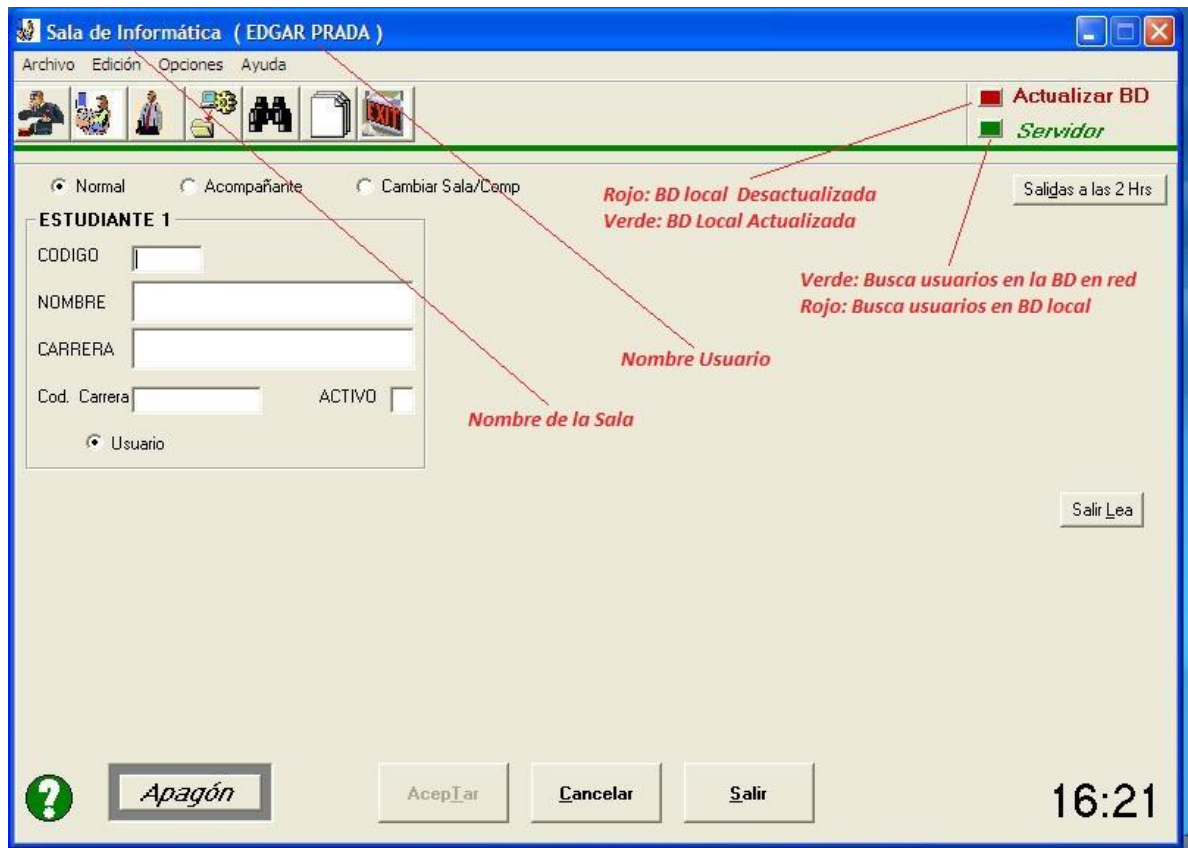 Sala de Informática ( EDGAR PRADA )
Archivo Edición Opciones Ayuda
EXIT
Actualizar BD
Servidor
Normal Acompañante Cambiar Sala/Comp
Salidas a las 2 Hrs
Rojo: BD local Desactualizada
Verde: BD Local Actualizada
ESTUDIANTE 1
CODIGO
NOMBRE
CARRERA
Cod. Carrera ACTIVO
Usuario
Verde: Busca usuarios en la BD en red
Rojo: Busca usuarios en BD local
Nombre Usuario
Nombre de la Sala
Salir Lea
? Apagón AcepTar Cancelar Salir 16:21